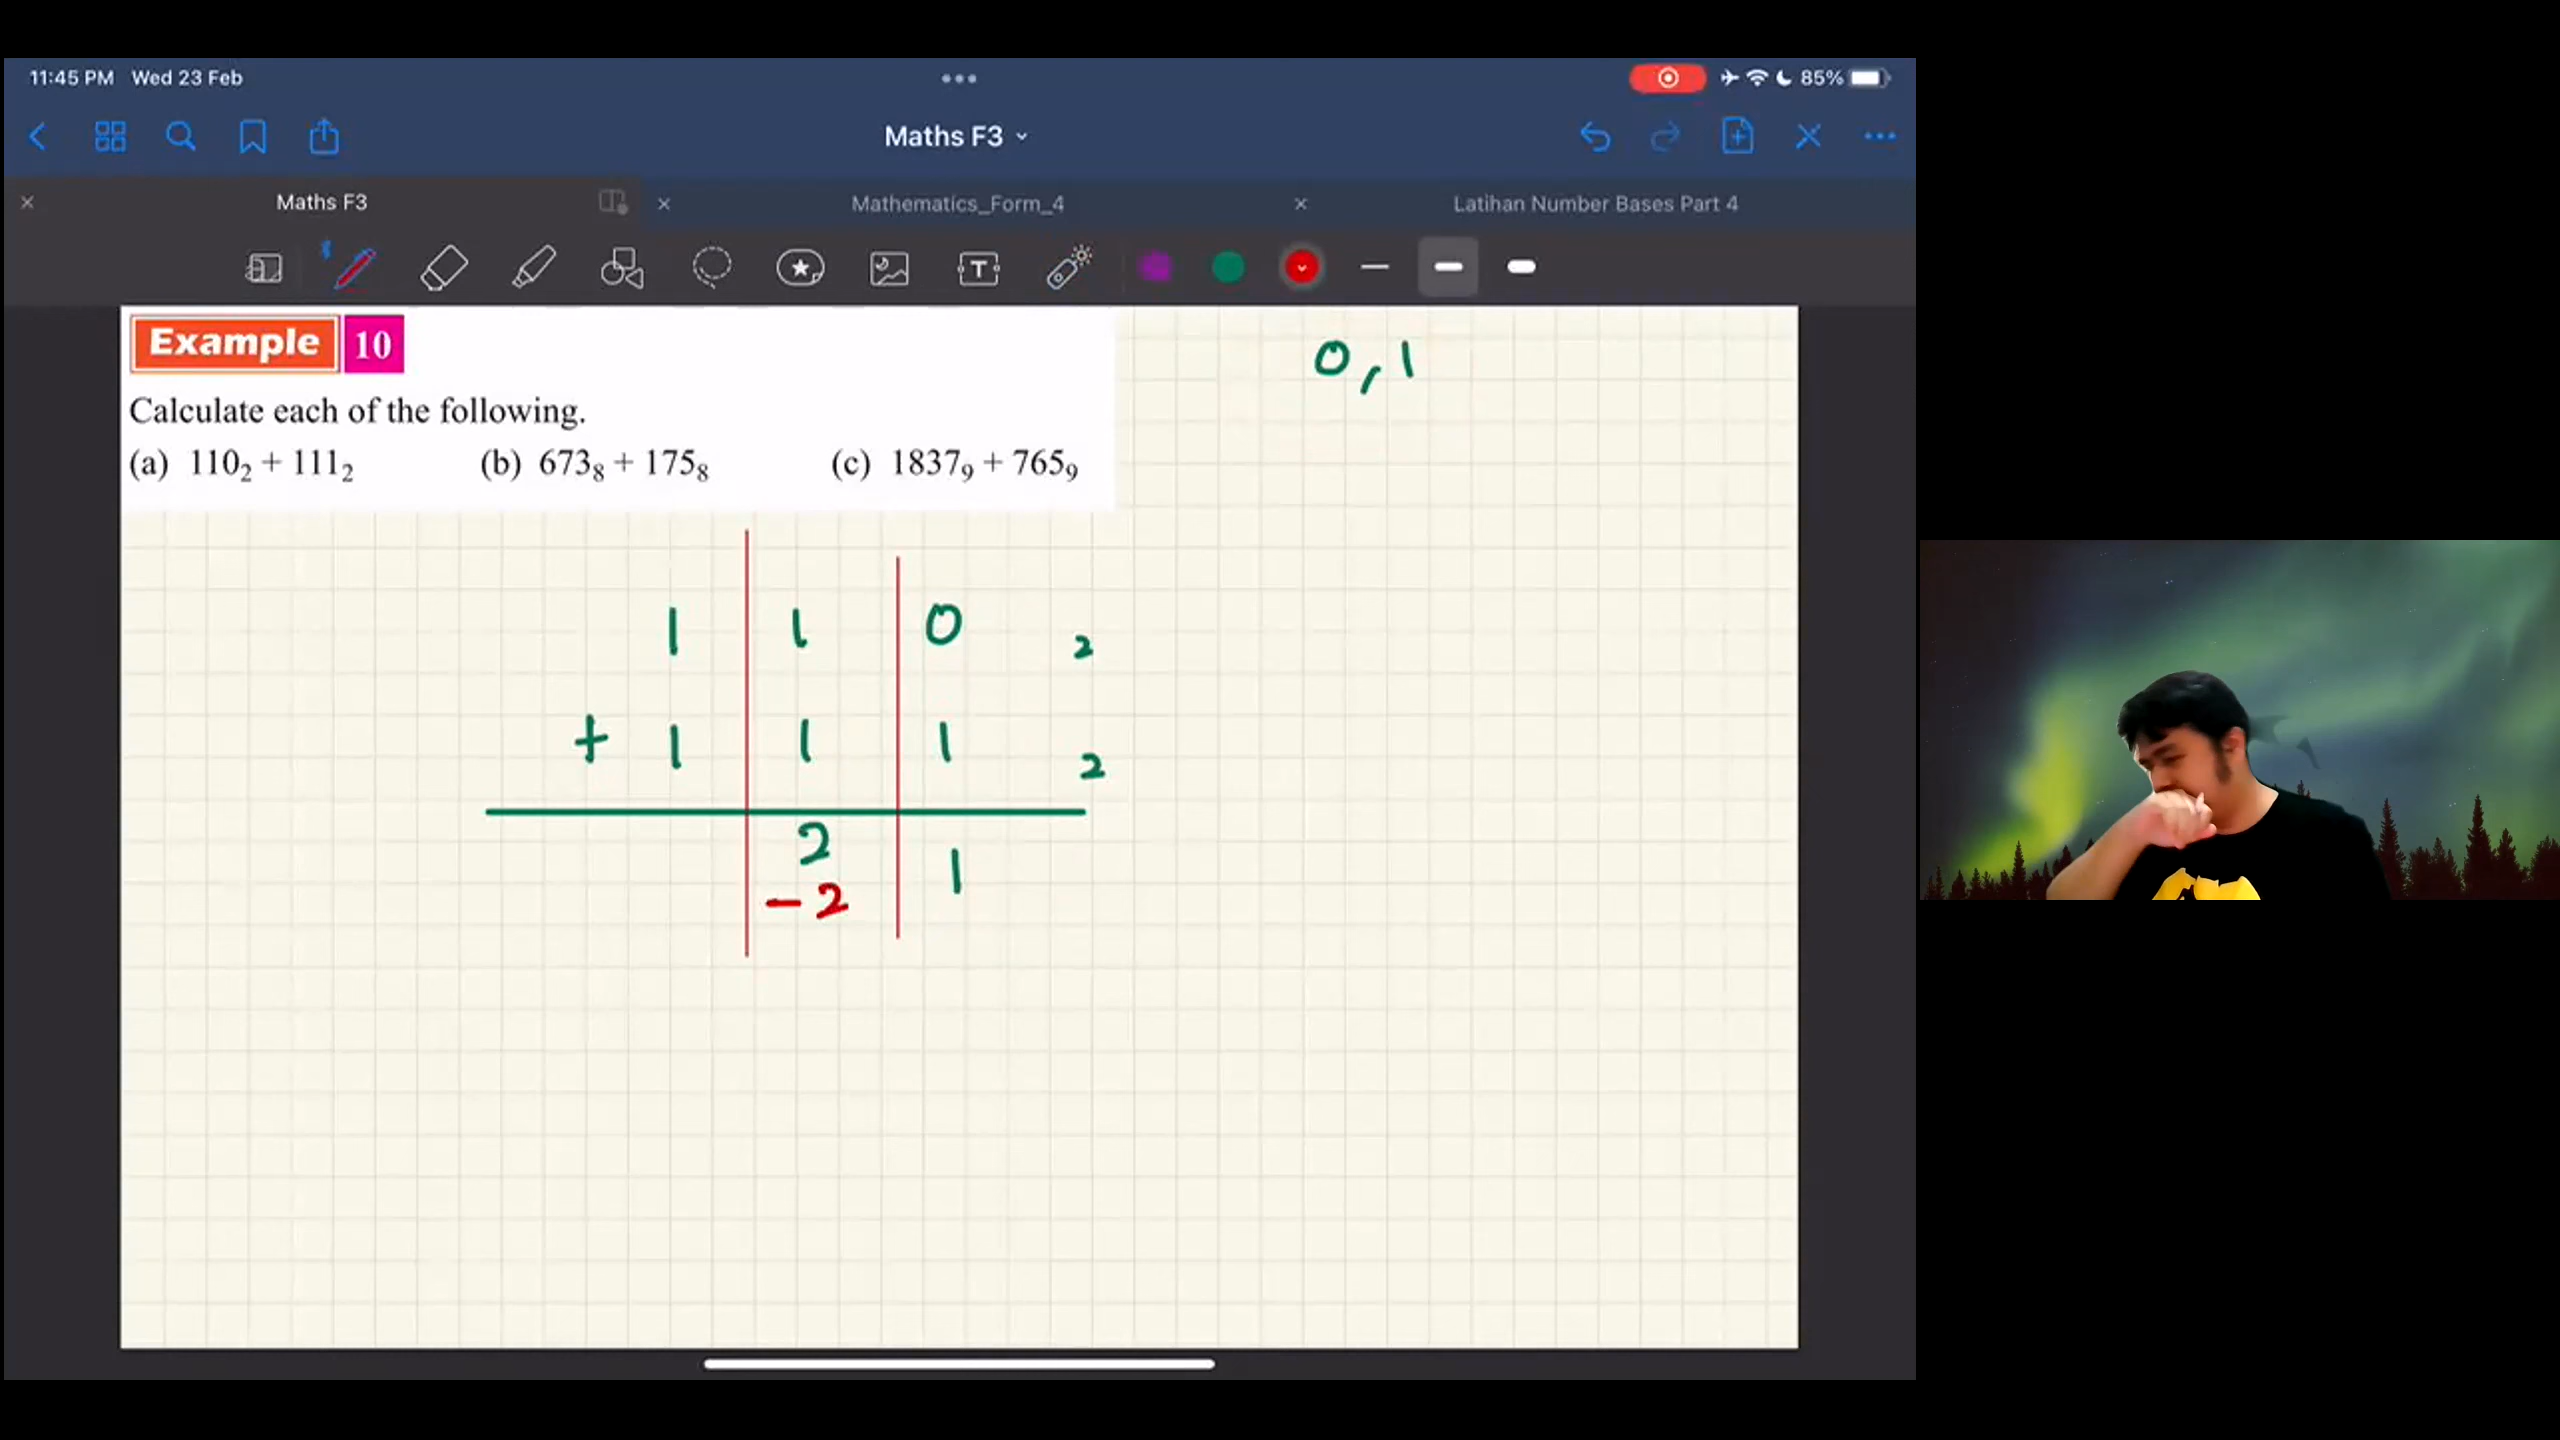 11:45 PM Wed 23 Feb
85%
Maths F3
Maths F3
Mathematics_Form_4
Latihan Number Bases Part 4
T
Example 10
0, 1
Calculate each of the following.
(a) 110₂ + 111₂ (b) 673₈ + 175₈ (c) 1837₉ + 765₉
1 1 0 ₂
+ 1 1 1 ₂
2 1
- 2